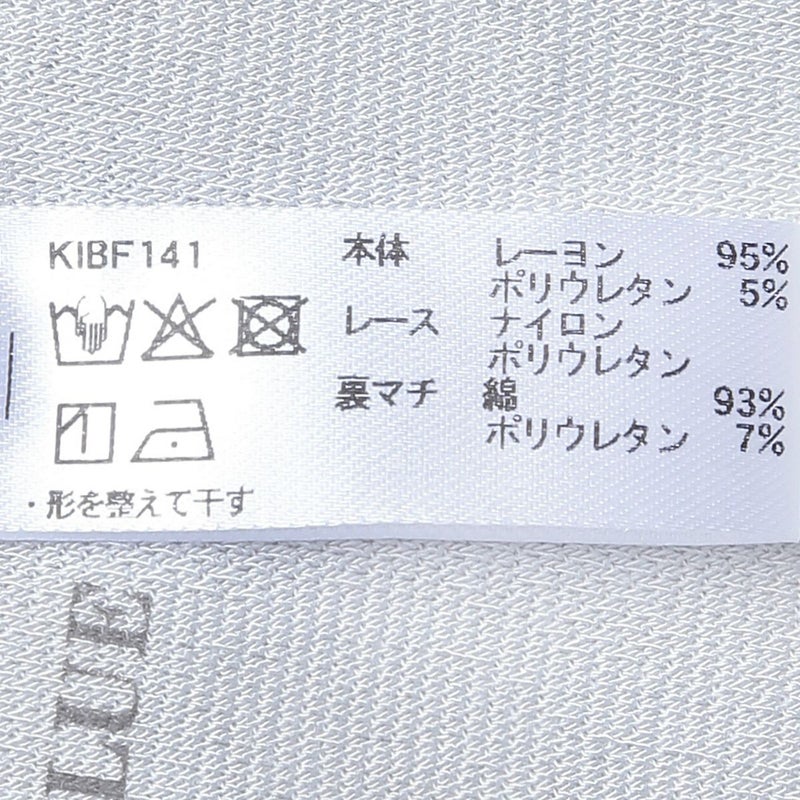 KIBF141
本体 レーヨン 95%
ポリウレタン 5%
レース ナイロン
ポリウレタン
裏マチ 綿 93%
ポリウレタン 7%
・形を整えて干す
LUE